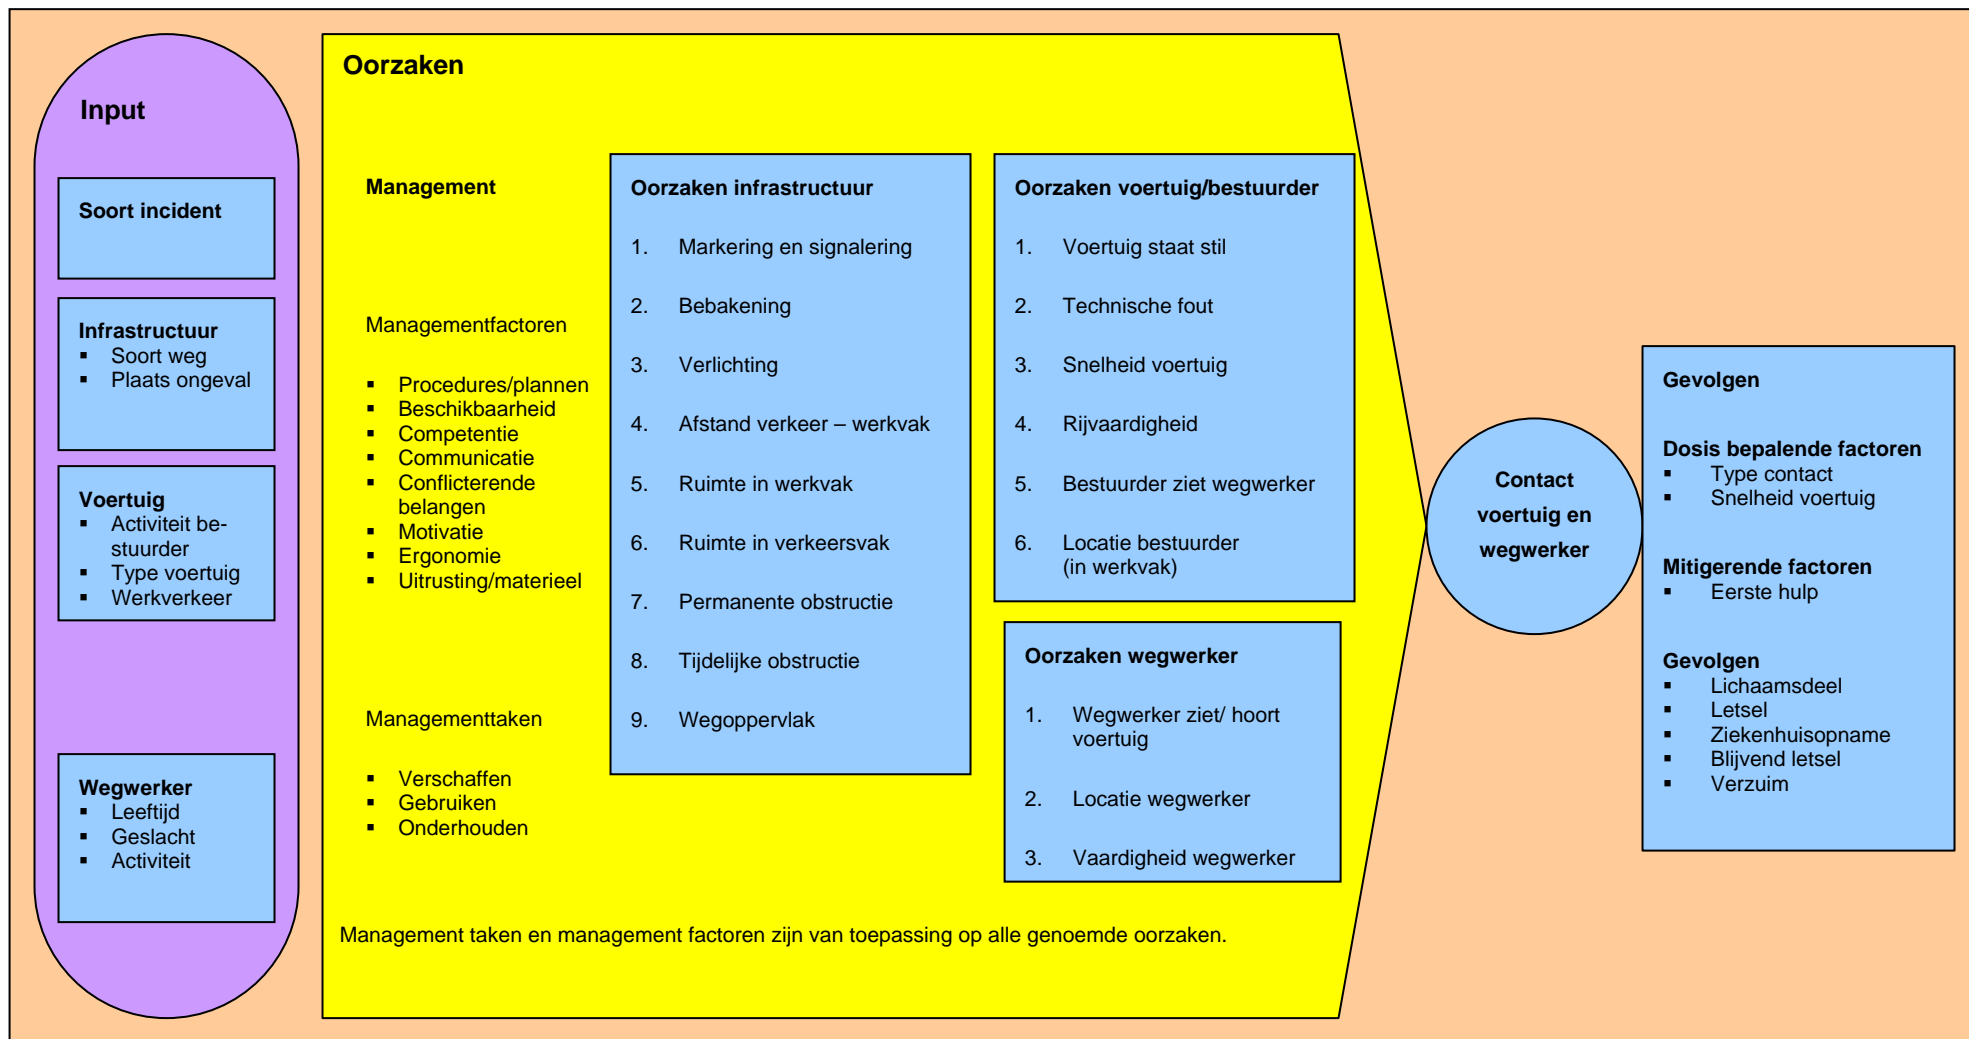 Input
Soort incident
Infrastructuur
▪ Soort weg
▪ Plaats ongeval
Voertuig
▪ Activiteit be-
stuurder
▪ Type voertuig
▪ Werkverkeer
Wegwerker
▪ Leeftijd
▪ Geslacht
▪ Activiteit
Oorzaken
Management
Managementfactoren
▪ Procedures/plannen
▪ Beschikbaarheid
▪ Competentie
▪ Communicatie
▪ Conflicterende
belangen
▪ Motivatie
▪ Ergonomie
▪ Uitrusting/materieel
Managementtaken
▪ Verschaffen
▪ Gebruiken
▪ Onderhouden
Oorzaken infrastructuur
1. Markering en signalering
2. Bebakening
3. Verlichting
4. Afstand verkeer – werkvak
5. Ruimte in werkvak
6. Ruimte in verkeersvak
7. Permanente obstructie
8. Tijdelijke obstructie
9. Wegoppervlak
Oorzaken voertuig/bestuurder
1. Voertuig staat stil
2. Technische fout
3. Snelheid voertuig
4. Rijvaardigheid
5. Bestuurder ziet wegwerker
6. Locatie bestuurder
(in werkvak)
Oorzaken wegwerker
1. Wegwerker ziet/ hoort
voertuig
2. Locatie wegwerker
3. Vaardigheid wegwerker
Management taken en management factoren zijn van toepassing op alle genoemde oorzaken.
Contact
voertuig en
wegwerker
Gevolgen
Dosis bepalende factoren
▪ Type contact
▪ Snelheid voertuig
Mitigerende factoren
▪ Eerste hulp
Gevolgen
▪ Lichaamsdeel
▪ Letsel
▪ Ziekenhuisopname
▪ Blijvend letsel
▪ Verzuim